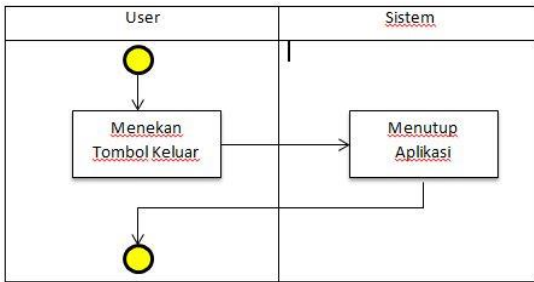 User
Sistem
Menekan
Tombol Keluar
Menutup
Aplikasi